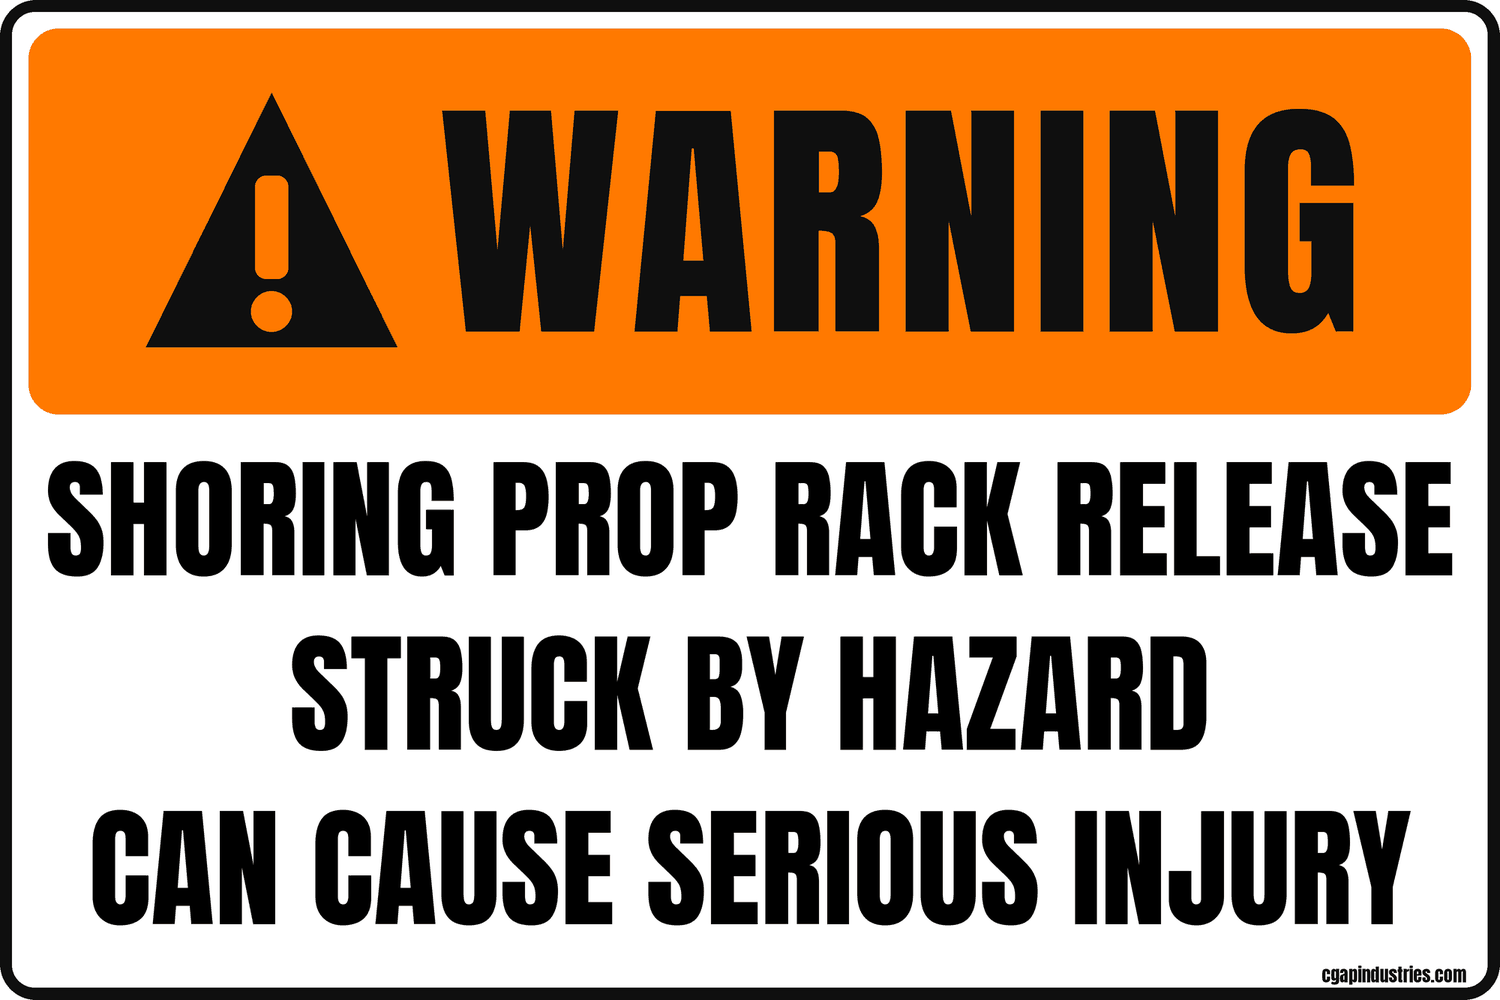 WARNING
SHORING PROP RACK RELEASE
STRUCK BY HAZARD
CAN CAUSE SERIOUS INJURY
cgapindustries.com